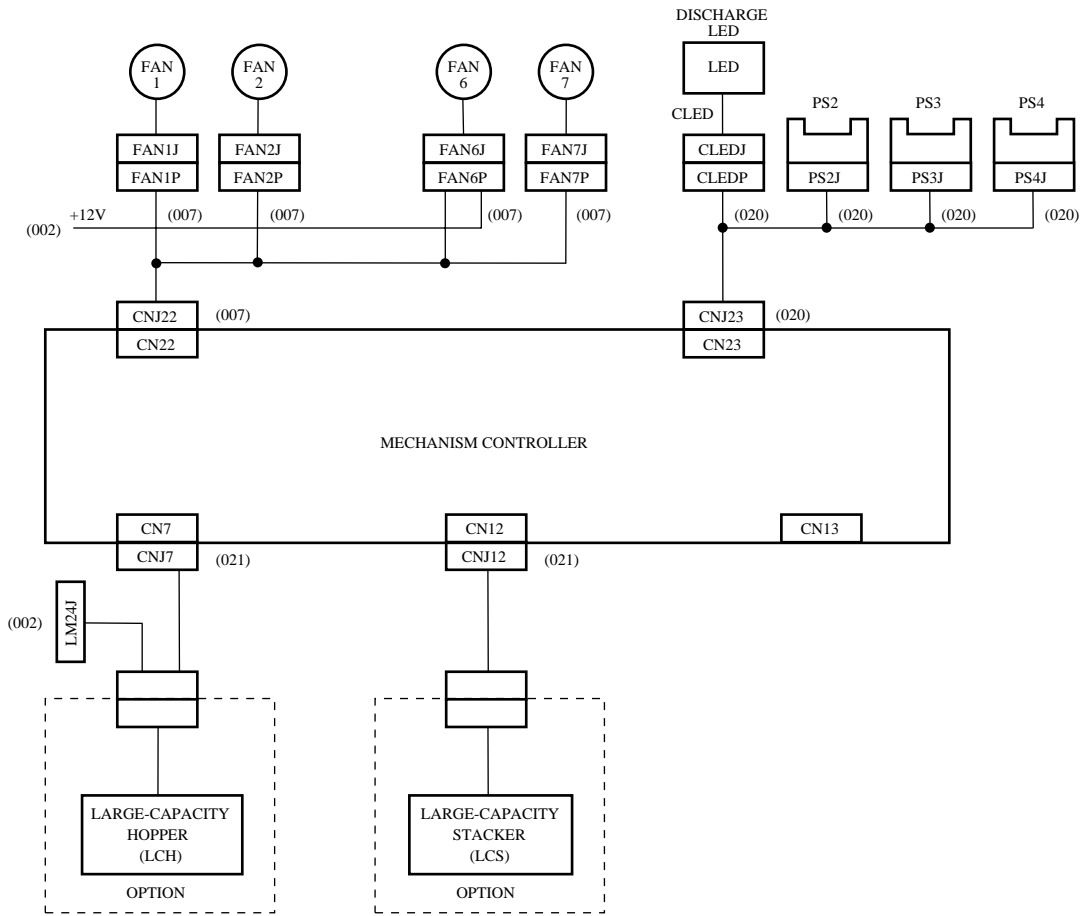 DISCHARGE
LED
FAN
1
FAN
2
FAN
6
FAN
7
LED
CLED
PS2
PS3
PS4
FAN1J
FAN2J
FAN6J
FAN7J
CLEDJ
FAN1P
FAN2P
FAN6P
FAN7P
CLEDP
PS2J
PS3J
PS4J
(002)
+12V
(007)
(007)
(007)
(007)
(020)
(020)
(020)
(020)
CNJ22
(007)
CNJ23
(020)
CN22
CN23
MECHANISM CONTROLLER
CN7
CN12
CN13
CNJ7
(021)
CNJ12
(021)
(002)
LM24J
LARGE-CAPACITY
HOPPER
(LCH)
OPTION
LARGE-CAPACITY
STACKER
(LCS)
OPTION